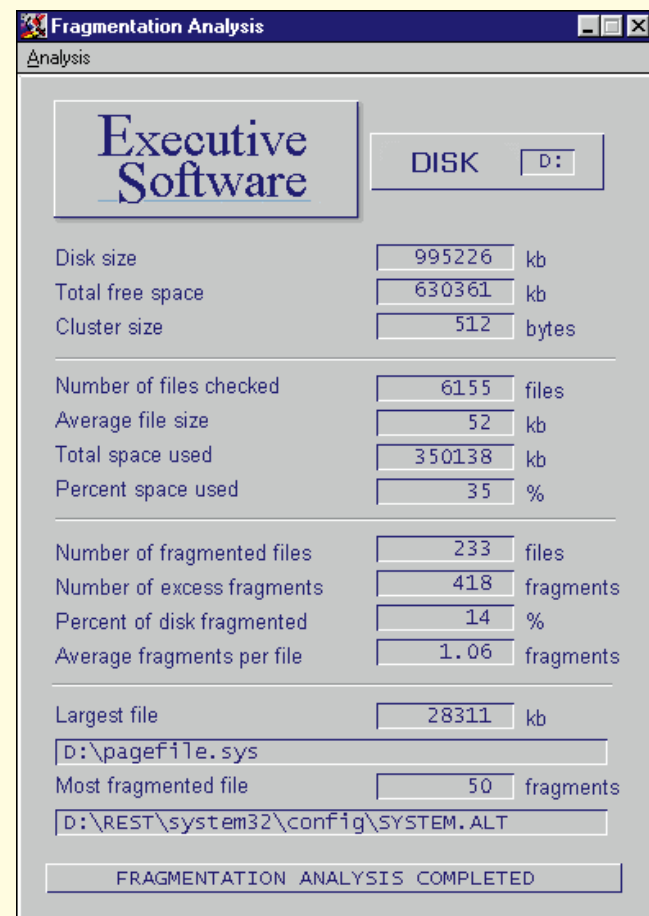 Fragmentation Analysis
Analysis
Executive
Software
DISK D:
Disk size 995226 kb
Total free space 630361 kb
Cluster size 512 bytes
Number of files checked 6155 files
Average file size 52 kb
Total space used 350138 kb
Percent space used 35 %
Number of fragmented files 233 files
Number of excess fragments 418 fragments
Percent of disk fragmented 14 %
Average fragments per file 1.06 fragments
Largest file 28311 kb
D:\pagefile.sys
Most fragmented file 50 fragments
D:\REST\system32\config\SYSTEM.ALT
FRAGMENTATION ANALYSIS COMPLETED